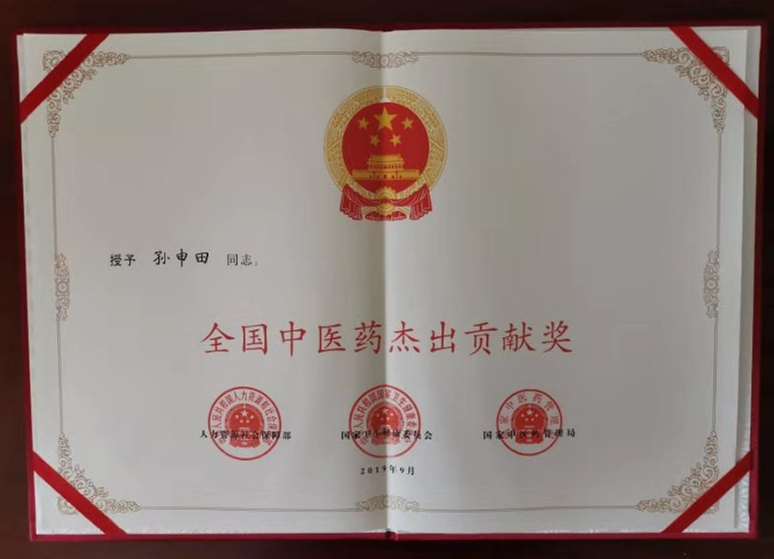 授予 孙申田 同志：
全国中医药杰出贡献奖
人力资源社会保障部 国家卫生健康委员会 国家中医药管理局
2019年9月